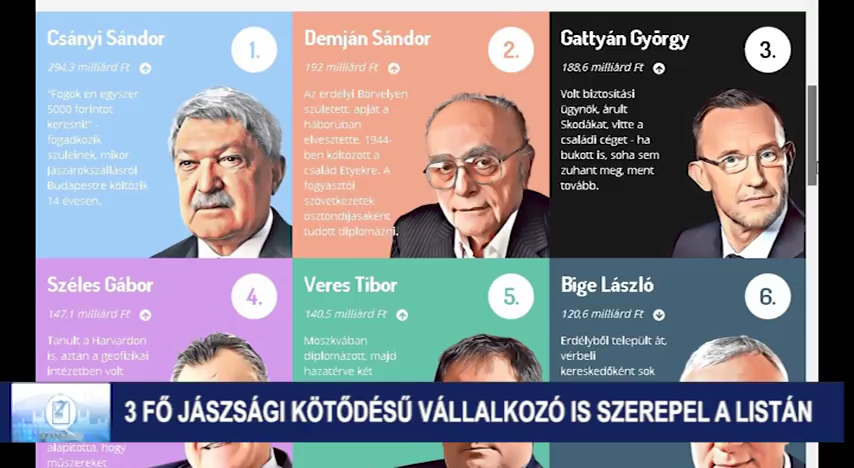 Csányi Sándor
1.
294,3 milliárd Ft
"Fogok én egyszer
5000 forintot
keresni!" -
fogadkozik
szüleinek, mikor
Jászárokszállásról
Budapestre költözik
14 évesen.
Demján Sándor
2.
192 milliárd Ft
Az erdélyi Börvelyen
született, apját a
háborúban
elvesztette. 1944-
ben költözött a
család Etyekre. A
fogyasztói
szövetkezetek
ösztöndíjasaként
tudott diplomázni.
Gattyán György
3.
188,6 milliárd Ft
Volt biztosítási
ügynök, árult
Skodákat, vitte a
családi céget - ha
bukott is, soha sem
zuhant meg, ment
tovább.
Széles Gábor
4.
147,1 milliárd Ft
Tanult a Harvardon
is, aztán a geofizikai
intézetben volt
alapította, hogy
műszereket
Veres Tibor
5.
140,5 milliárd Ft
Moszkvában
diplomázott, majd
hazatérve két
Bige László
6.
120,6 milliárd Ft
Erdélyből települt át,
vérbeli
kereskedőként sok
3 FŐ JÁSZSÁGI KÖTŐDÉSŰ VÁLLALKOZÓ IS SZEREPEL A LISTÁN